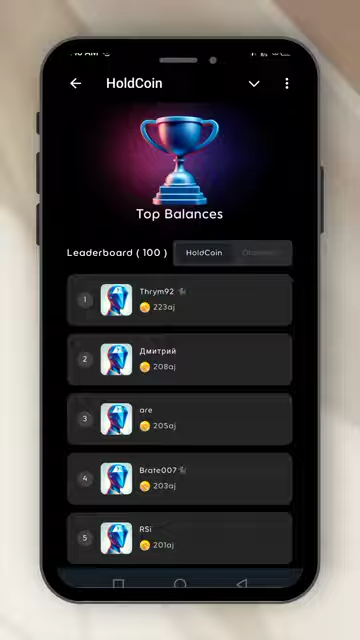 HoldCoin
Top Balances
Leaderboard ( 100 )
HoldCoin
1
Thrym92
223aj
2
Дмитрий
208aj
3
are
205aj
4
Brate007
203aj
5
RSi
201aj